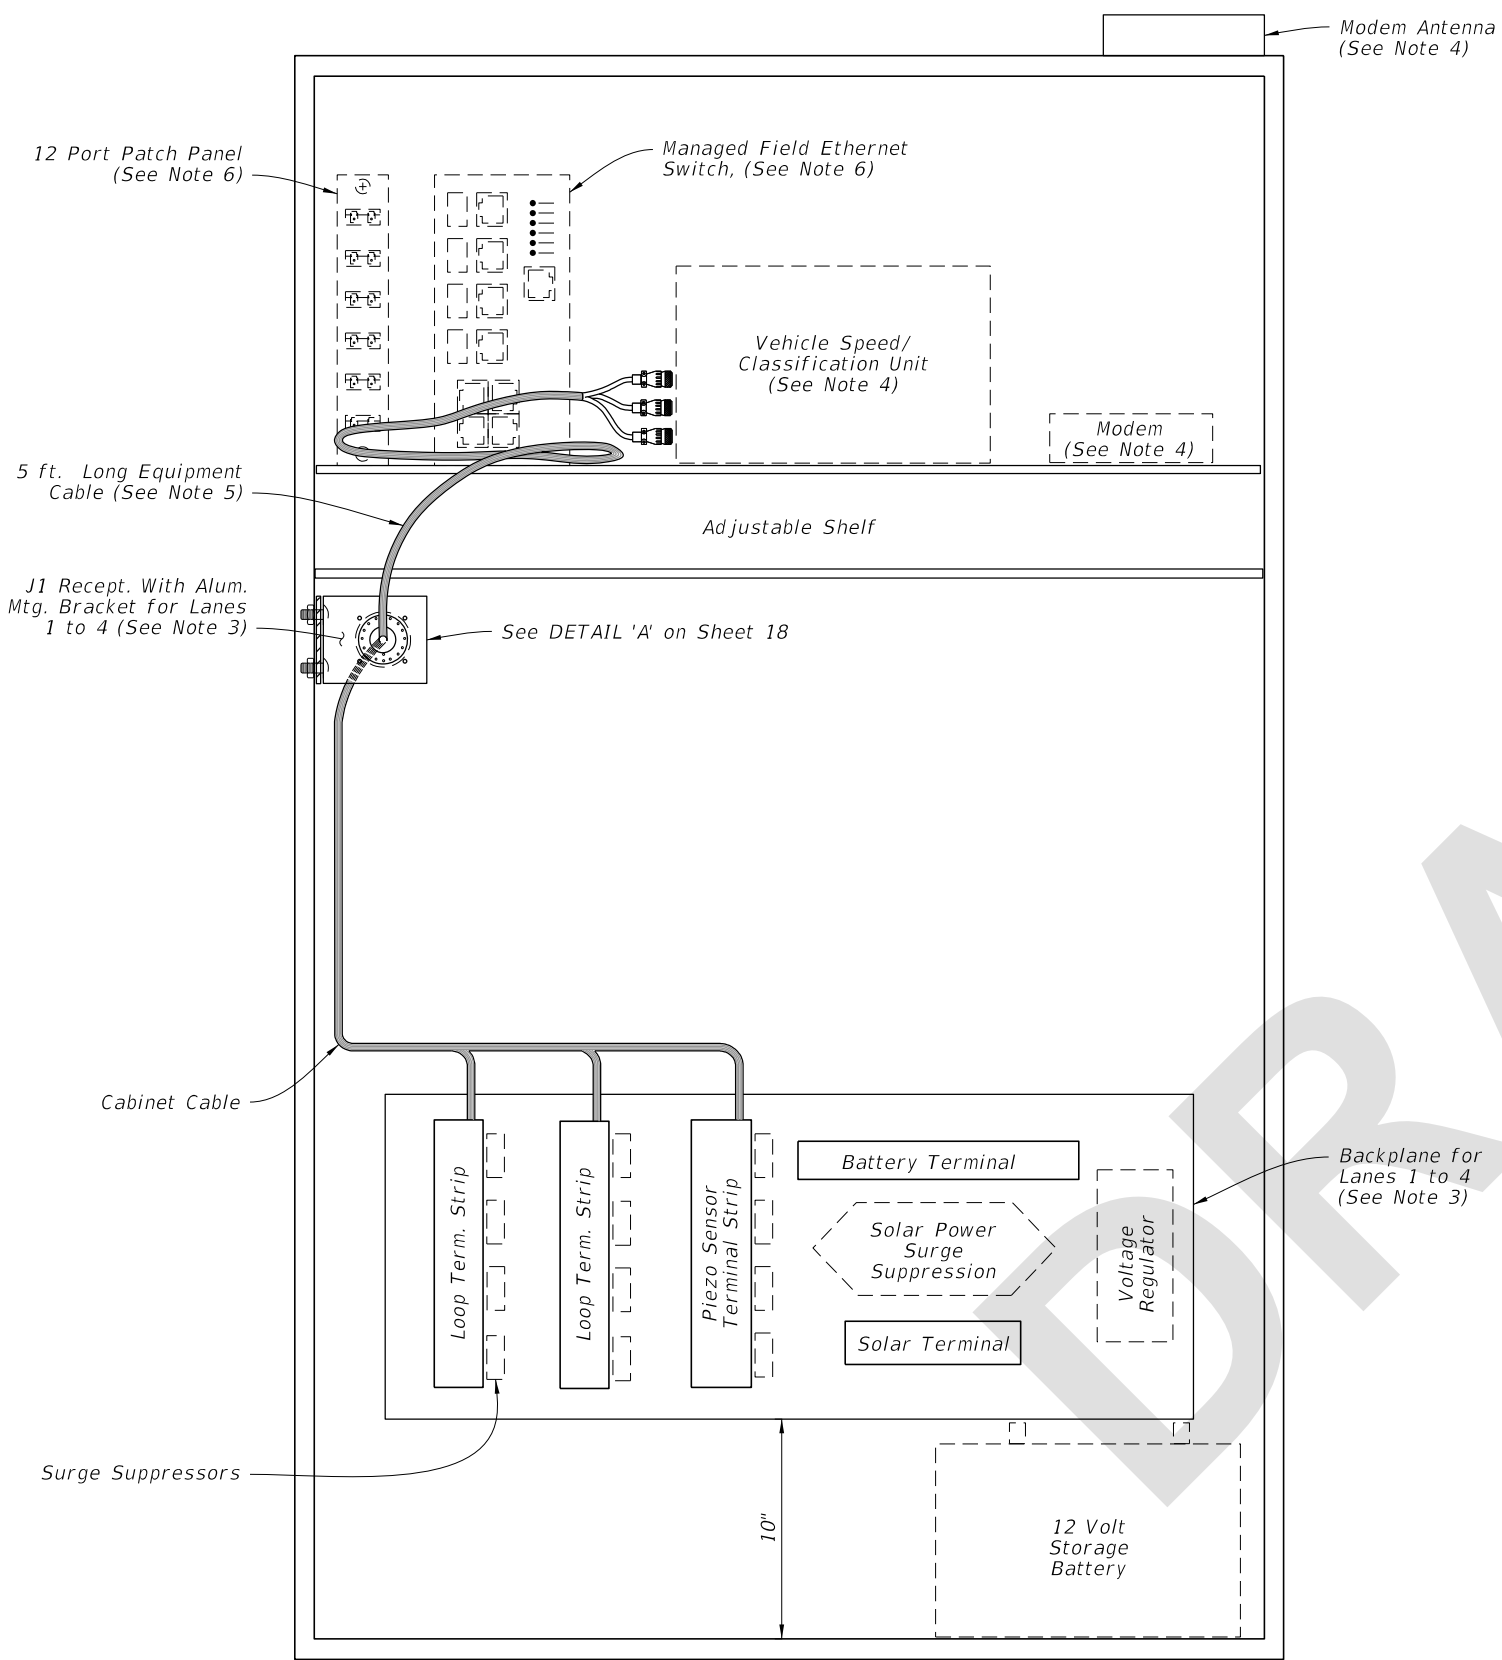 Modem Antenna
(See Note 4)
12 Port Patch Panel
(See Note 6)
Managed Field Ethernet
Switch, (See Note 6)
Vehicle Speed/
Classification Unit
(See Note 4)
Modem
(See Note 4)
5 ft. Long Equipment
Cable (See Note 5)
Adjustable Shelf
J1 Recept. With Alum.
Mtg. Bracket for Lanes
1 to 4 (See Note 3)
See DETAIL 'A' on Sheet 18
Cabinet Cable
Loop Term. Strip
Loop Term. Strip
Piezo Sensor
Terminal Strip
Battery Terminal
Solar Power
Surge
Suppression
Solar Terminal
Voltage
Regulator
Backplane for
Lanes 1 to 4
(See Note 3)
Surge Suppressors
10"
12 Volt
Storage
Battery
DRA